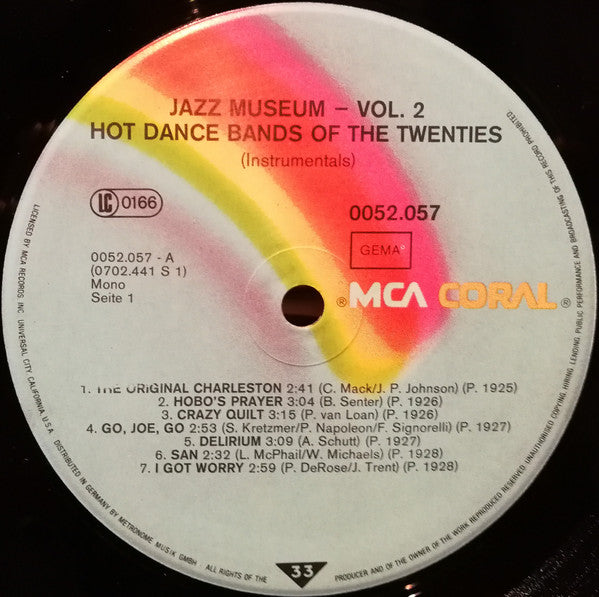 JAZZ MUSEUM – VOL. 2
HOT DANCE BANDS OF THE TWENTIES
(Instrumentals)
LC 0166
0052.057
GEMA
0052.057 - A
(0702.441 S 1)
Mono
Seite 1
® MCA CORAL ®
1. THE ORIGINAL CHARLESTON 2:41 (C. Mack/J. P. Johnson) (P. 1925)
2. HOBO'S PRAYER 3:04 (B. Senter) (P. 1926)
3. CRAZY QUILT 3:15 (P. van Loan) (P. 1926)
4. GO, JOE, GO 2:53 (S. Kretzmer/P. Napoleon/F. Signorelli) (P. 1927)
5. DELIRIUM 3:09 (A. Schutt) (P. 1927)
6. SAN 2:32 (L. McPhail/W. Michaels) (P. 1928)
7. I GOT WORRY 2:59 (P. DeRose/J. Trent) (P. 1928)
33
LICENSED BY MCA RECORDS INC. UNIVERSAL CITY, CALIFORNIA, U.S.A.
DISTRIBUTED IN GERMANY BY METRONOME MUSIK GMBH · ALL RIGHTS OF THE
PRODUCER AND OF THE OWNER OF THE WORK REPRODUCED RESERVED. UNAUTHORISED COPYING HIRING LENDING PUBLIC PERFORMANCE AND BROADCASTING OF THIS RECORD PROHIBITED.